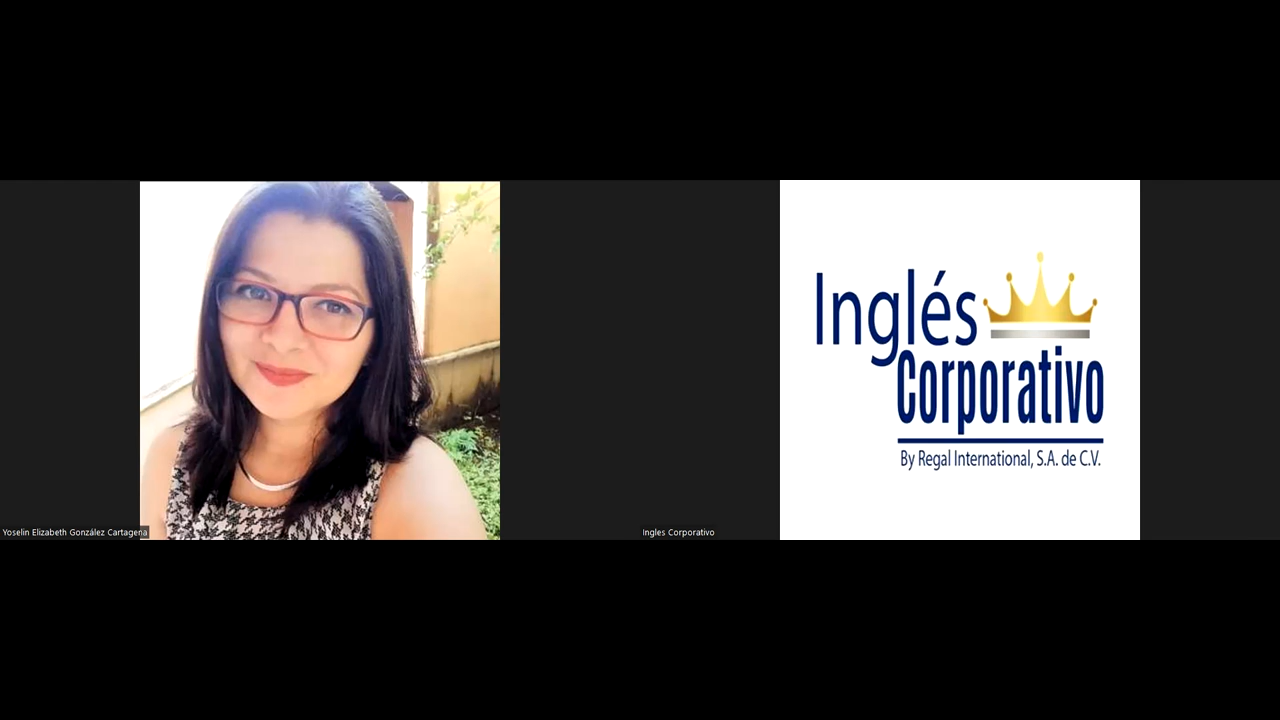 Inglés
Corporativo
By Regal International, S.A. de C.V.
Yoselin Elizabeth González Cartagena
Ingles Corporativo